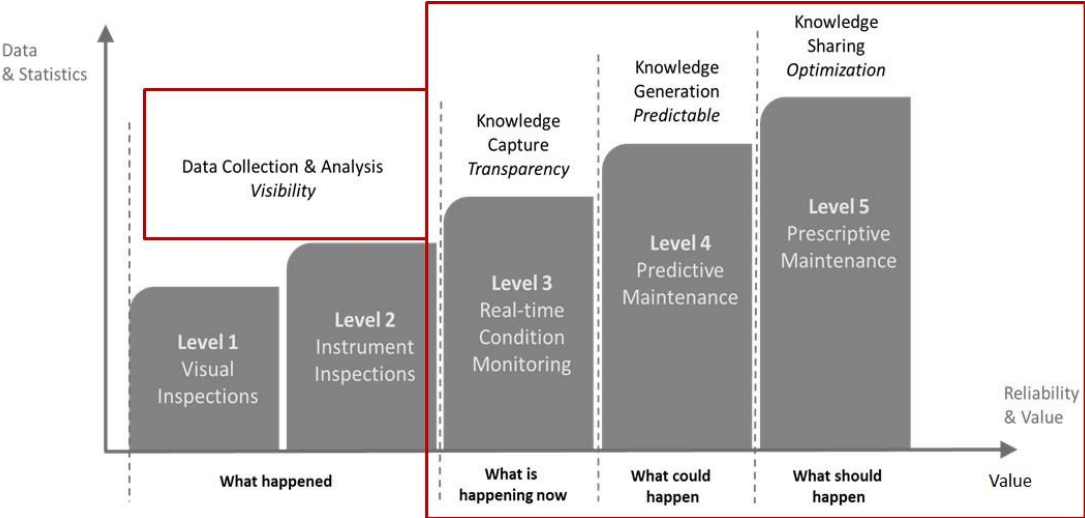 Data
& Statistics
Data Collection & Analysis
Visibility
Knowledge
Capture
Transparency
Knowledge
Generation
Predictable
Knowledge
Sharing
Optimization
Level 1
Visual
Inspections
Level 2
Instrument
Inspections
Level 3
Real-time
Condition
Monitoring
Level 4
Predictive
Maintenance
Level 5
Prescriptive
Maintenance
Reliability
& Value
What happened
What is
happening now
What could
happen
What should
happen
Value